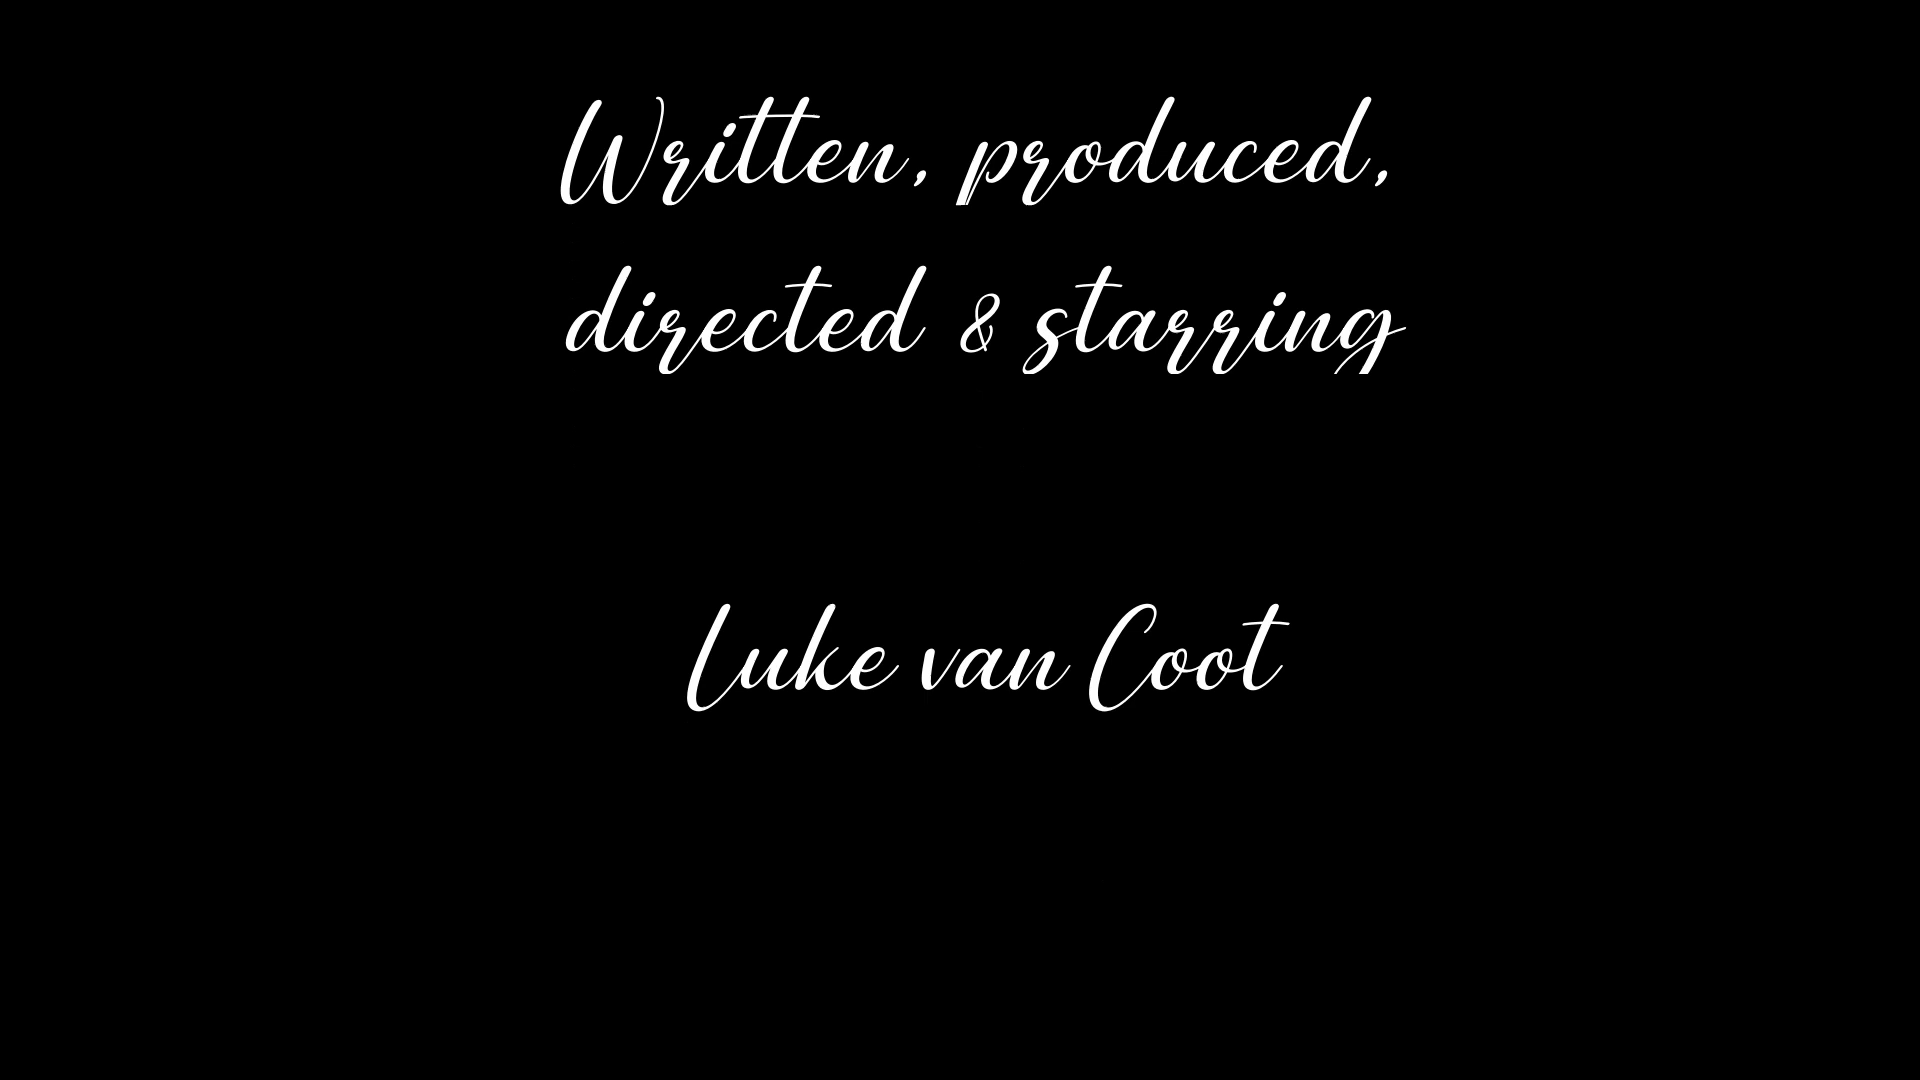 Written, produced,
directed & starring
Luke van Coot